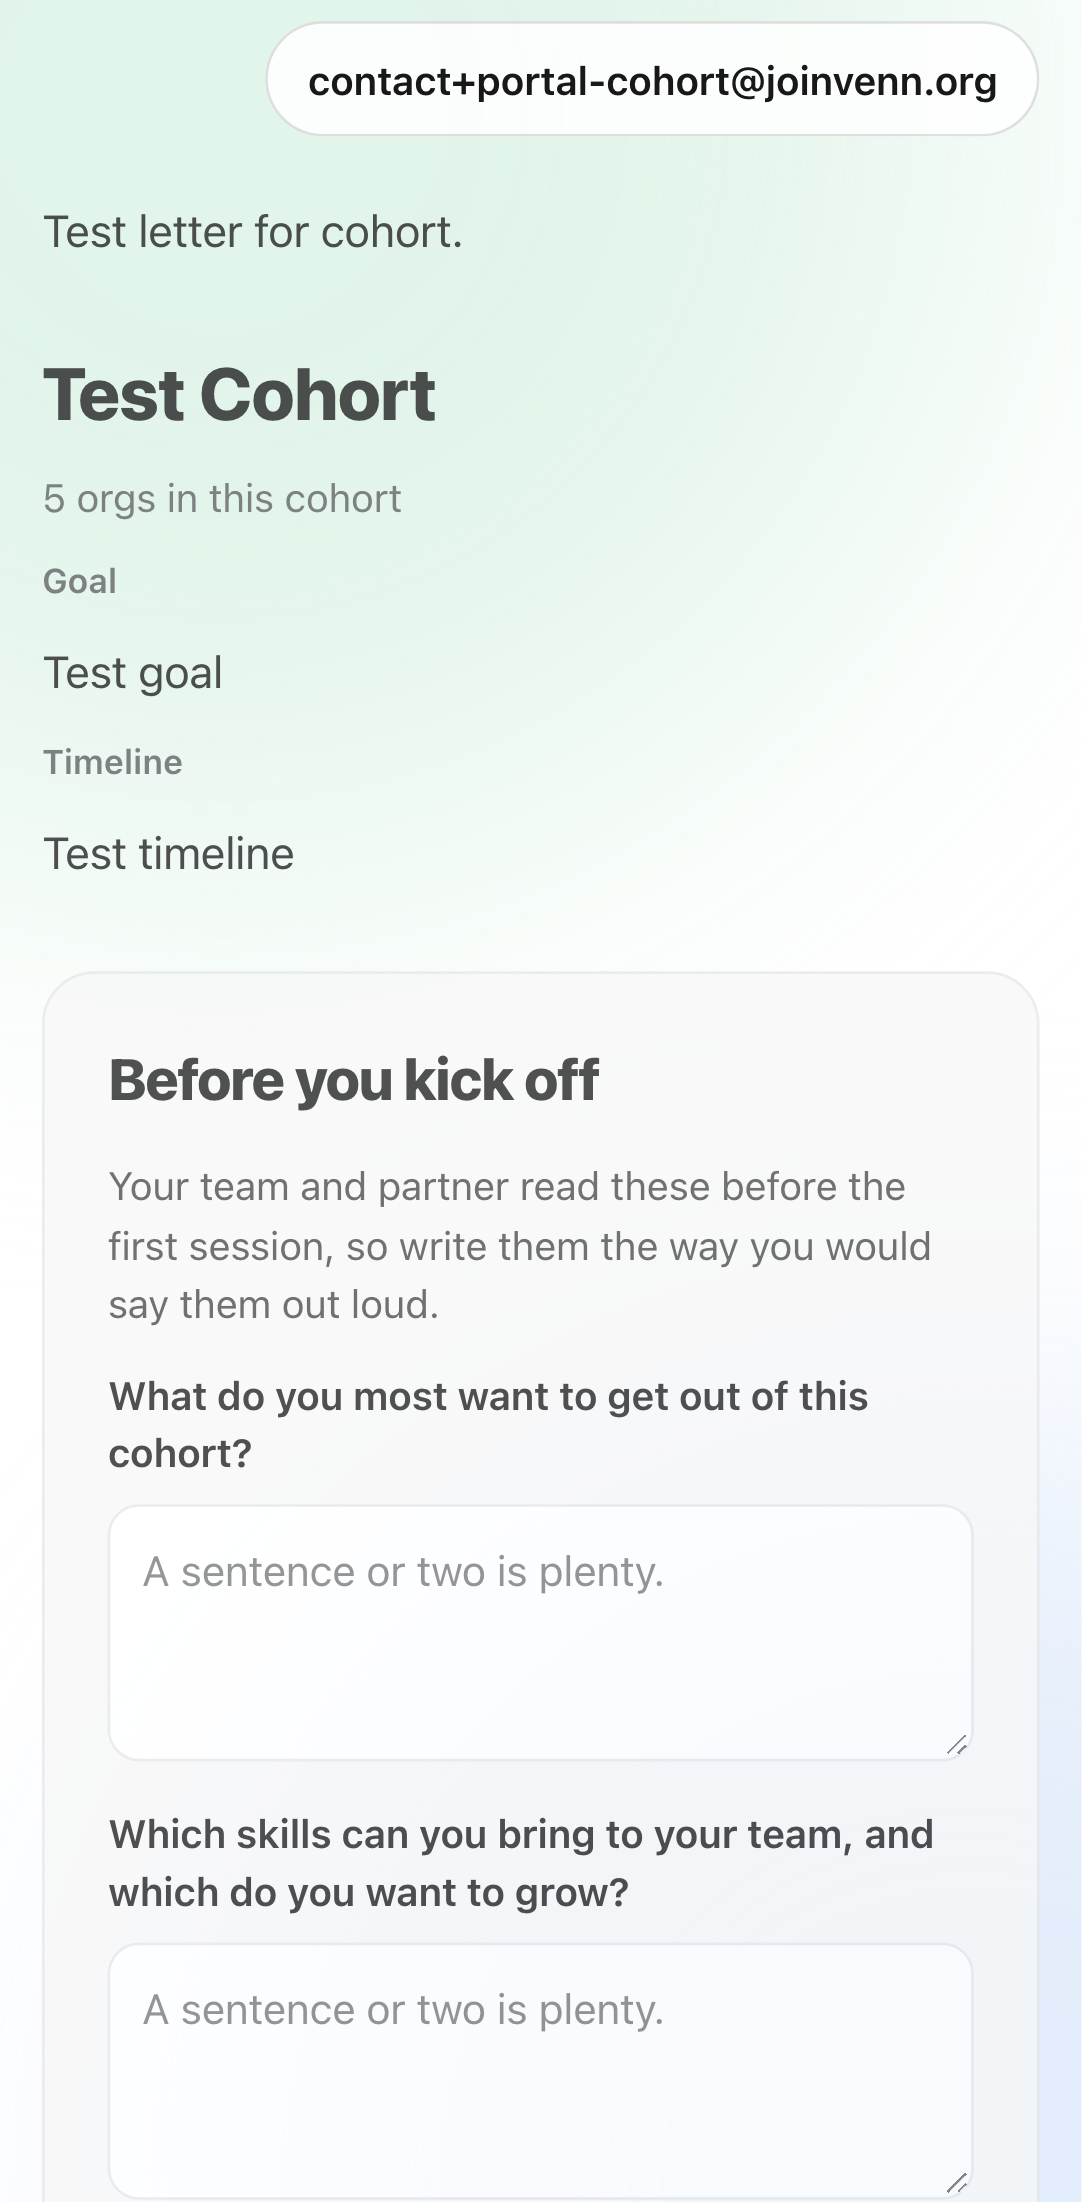 contact+portal-cohort@joinvenn.org
Test letter for cohort.
Test Cohort
5 orgs in this cohort
Goal
Test goal
Timeline
Test timeline
Before you kick off
Your team and partner read these before the
first session, so write them the way you would
say them out loud.
What do you most want to get out of this
cohort?
A sentence or two is plenty.
Which skills can you bring to your team, and
which do you want to grow?
A sentence or two is plenty.